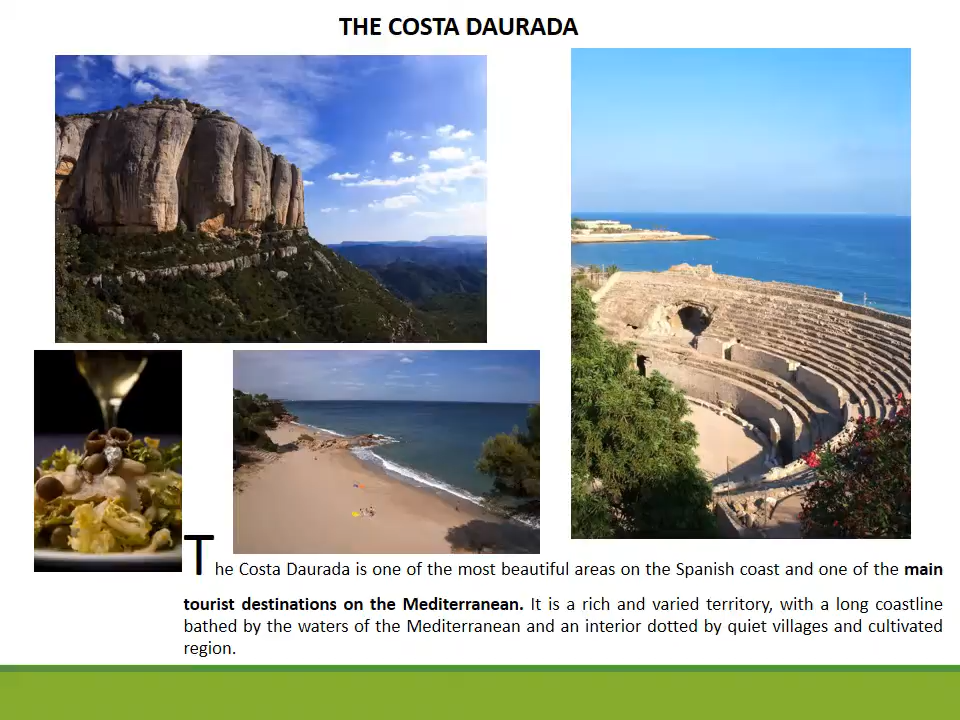 THE COSTA DAURADA
The Costa Daurada is one of the most beautiful areas on the Spanish coast and one of the main
tourist destinations on the Mediterranean. It is a rich and varied territory, with a long coastline
bathed by the waters of the Mediterranean and an interior dotted by quiet villages and cultivated
region.